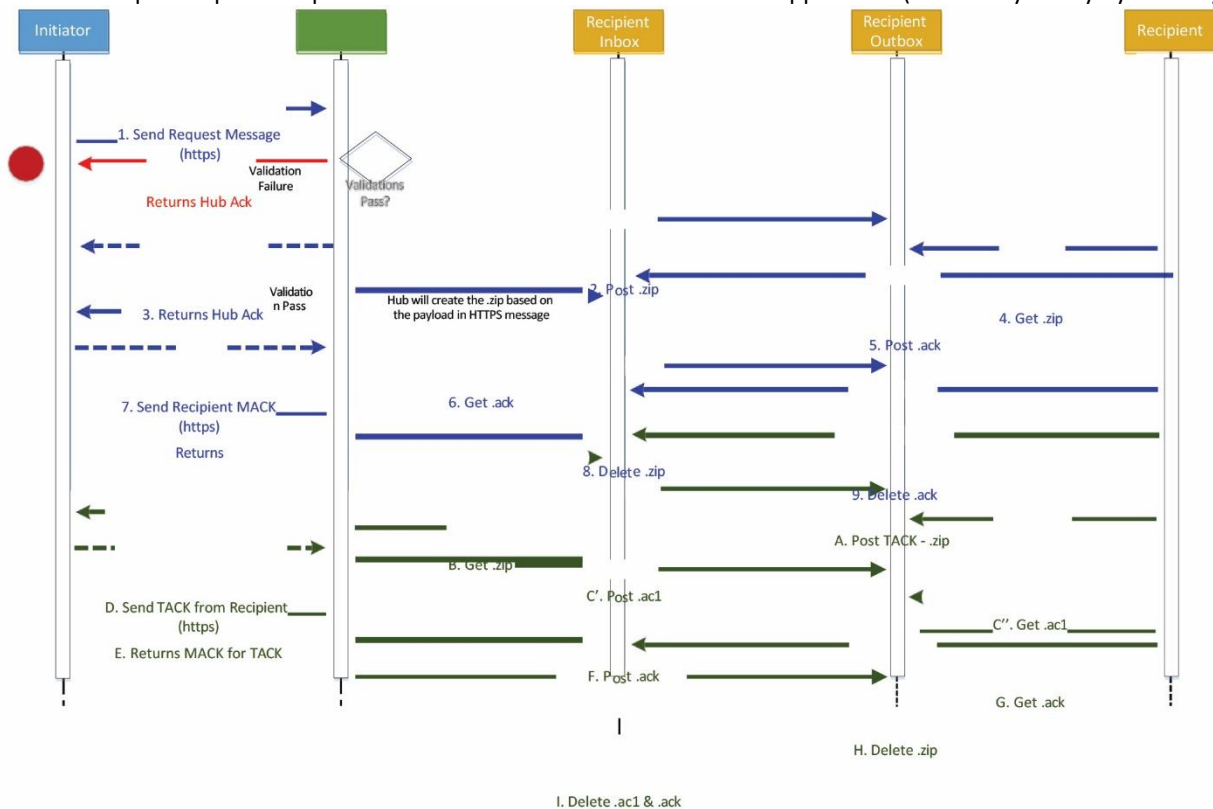 Initiator
Recipient
Inbox
Recipient
Outbox
Recipient
1. Send Request Message
(https)
Validation
Failure
Validations
Pass?
Returns Hub Ack
Validatio
n Pass
2. Post .zip
Hub will create the .zip based on
the payload in HTTPS message
3. Returns Hub Ack
4. Get .zip
5. Post .ack
6. Get .ack
7. Send Recipient MACK
(https)
Returns
8. Delete .zip
9. Delete .ack
A. Post TACK - .zip
B. Get .zip
C'. Post .ac1
D. Send TACK from Recipient
(https)
C''. Get .ac1
E. Returns MACK for TACK
F. Post .ack
G. Get .ack
H. Delete .zip
I. Delete .ac1 & .ack